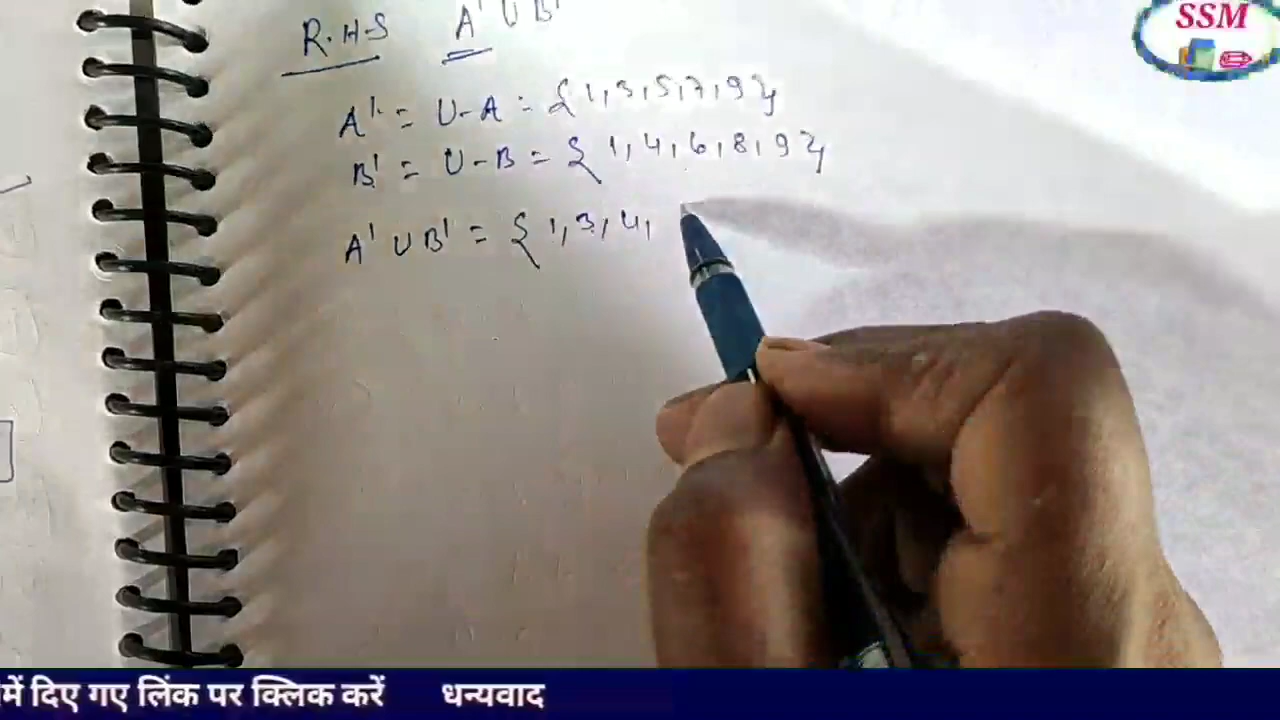 SSM
R.H.S A' ∪ B'
A' = U - A = {1, 3, 5, 7, 9}
B' = U - B = {1, 4, 6, 8, 9}
A' ∪ B' = {1, 3, 4,
में दिए गए लिंक पर क्लिक करें धन्यवाद